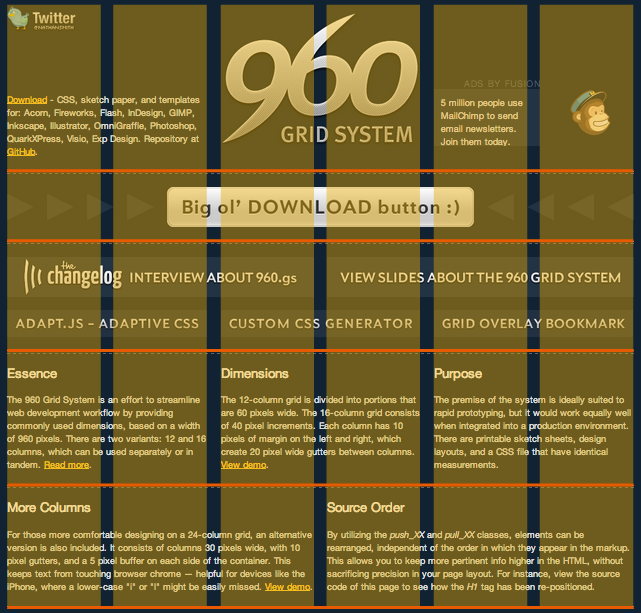 Twitter
@NATHANSMITH
960
GRID SYSTEM
ADS BY FUSION
Download - CSS, sketch paper, and templates
for: Acorn, Fireworks, Flash, InDesign, GIMP,
Inkscape, Illustrator, OmniGraffle, Photoshop,
QuarkXPress, Visio, Exp Design. Repository at
GitHub.
5 million people use
MailChimp to send
email newsletters.
Join them today.
Big ol' DOWNLOAD button :)
the changelog INTERVIEW ABOUT 960.gs
VIEW SLIDES ABOUT THE 960 GRID SYSTEM
ADAPT.JS – ADAPTIVE CSS
CUSTOM CSS GENERATOR
GRID OVERLAY BOOKMARK
Essence
The 960 Grid System is an effort to streamline
web development workflow by providing
commonly used dimensions, based on a width
of 960 pixels. There are two variants: 12 and 16
columns, which can be used separately or in
tandem. Read more.
Dimensions
The 12-column grid is divided into portions that
are 60 pixels wide. The 16-column grid consists
of 40 pixel increments. Each column has 10
pixels of margin on the left and right, which
create 20 pixel wide gutters between columns.
View demo.
Purpose
The premise of the system is ideally suited to
rapid prototyping, but it would work equally well
when integrated into a production environment.
There are printable sketch sheets, design
layouts, and a CSS file that have identical
measurements.
More Columns
For those more comfortable designing on a 24-column grid, an alternative
version is also included. It consists of columns 30 pixels wide, with 10
pixel gutters, and a 5 pixel buffer on each side of the container. This
keeps text from touching browser chrome — helpful for devices like the
iPhone, where a lower-case "i" or "l" might be easily missed. View demo.
Source Order
By utilizing the push_XX and pull_XX classes, elements can be
rearranged, independent of the order in which they appear in the markup.
This allows you to keep more pertinent info higher in the HTML, without
sacrificing precision in your page layout. For instance, view the source
code of this page to see how the H1 tag has been re-positioned.